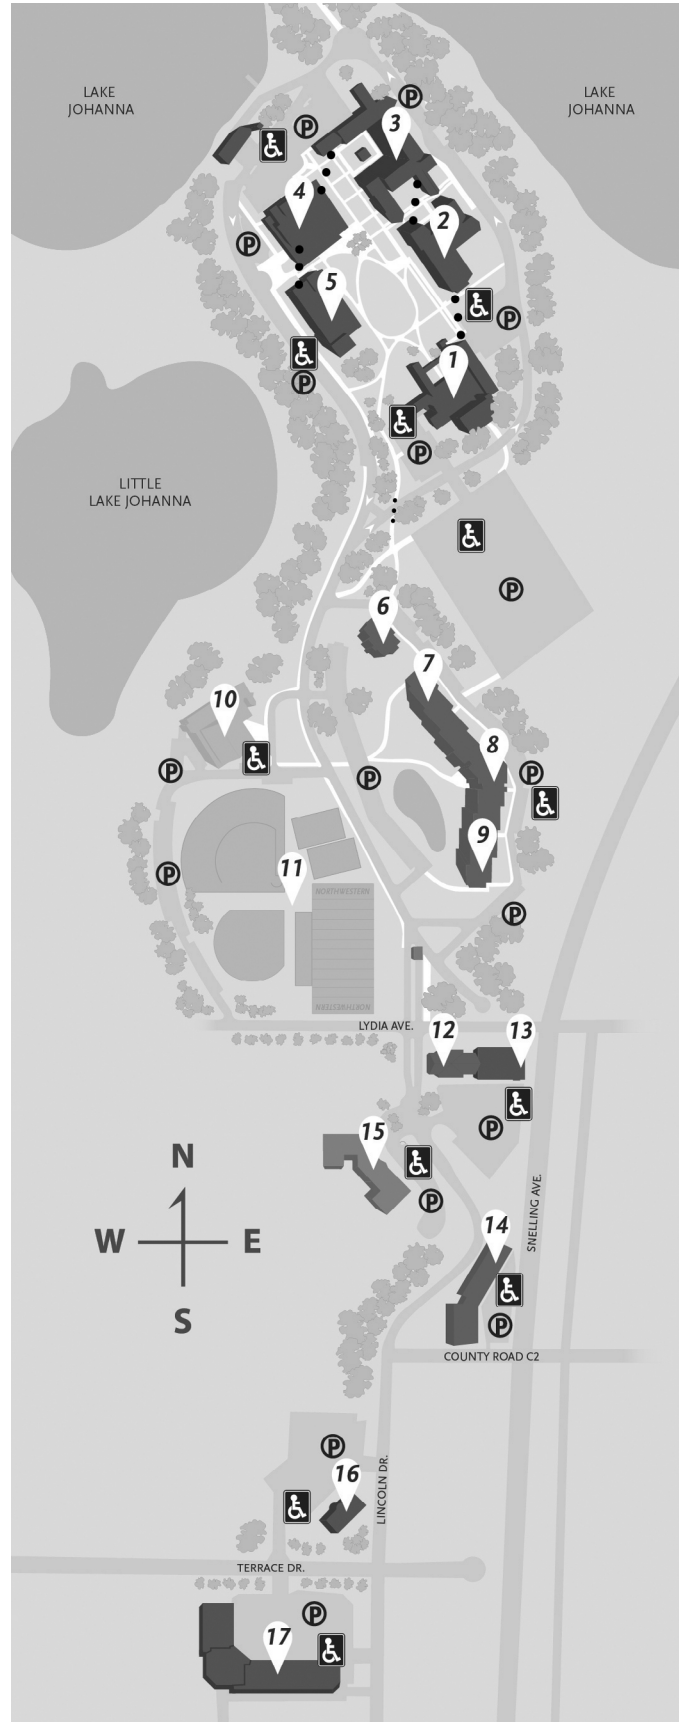 LAKE
JOHANNA
LAKE
JOHANNA
P
P
3
4
2
P
5
P
1
P
P
LITTLE
LAKE JOHANNA
P
6
7
10
8
P
P
P
9
11
P
NORTHWESTERN
P
NORTHWESTERN
LYDIA AVE.
12
13
P
15
N
P
SNELLING AVE.
14
W
E
S
P
COUNTY ROAD C2
P
16
LINCOLN DR.
TERRACE DR.
P
17